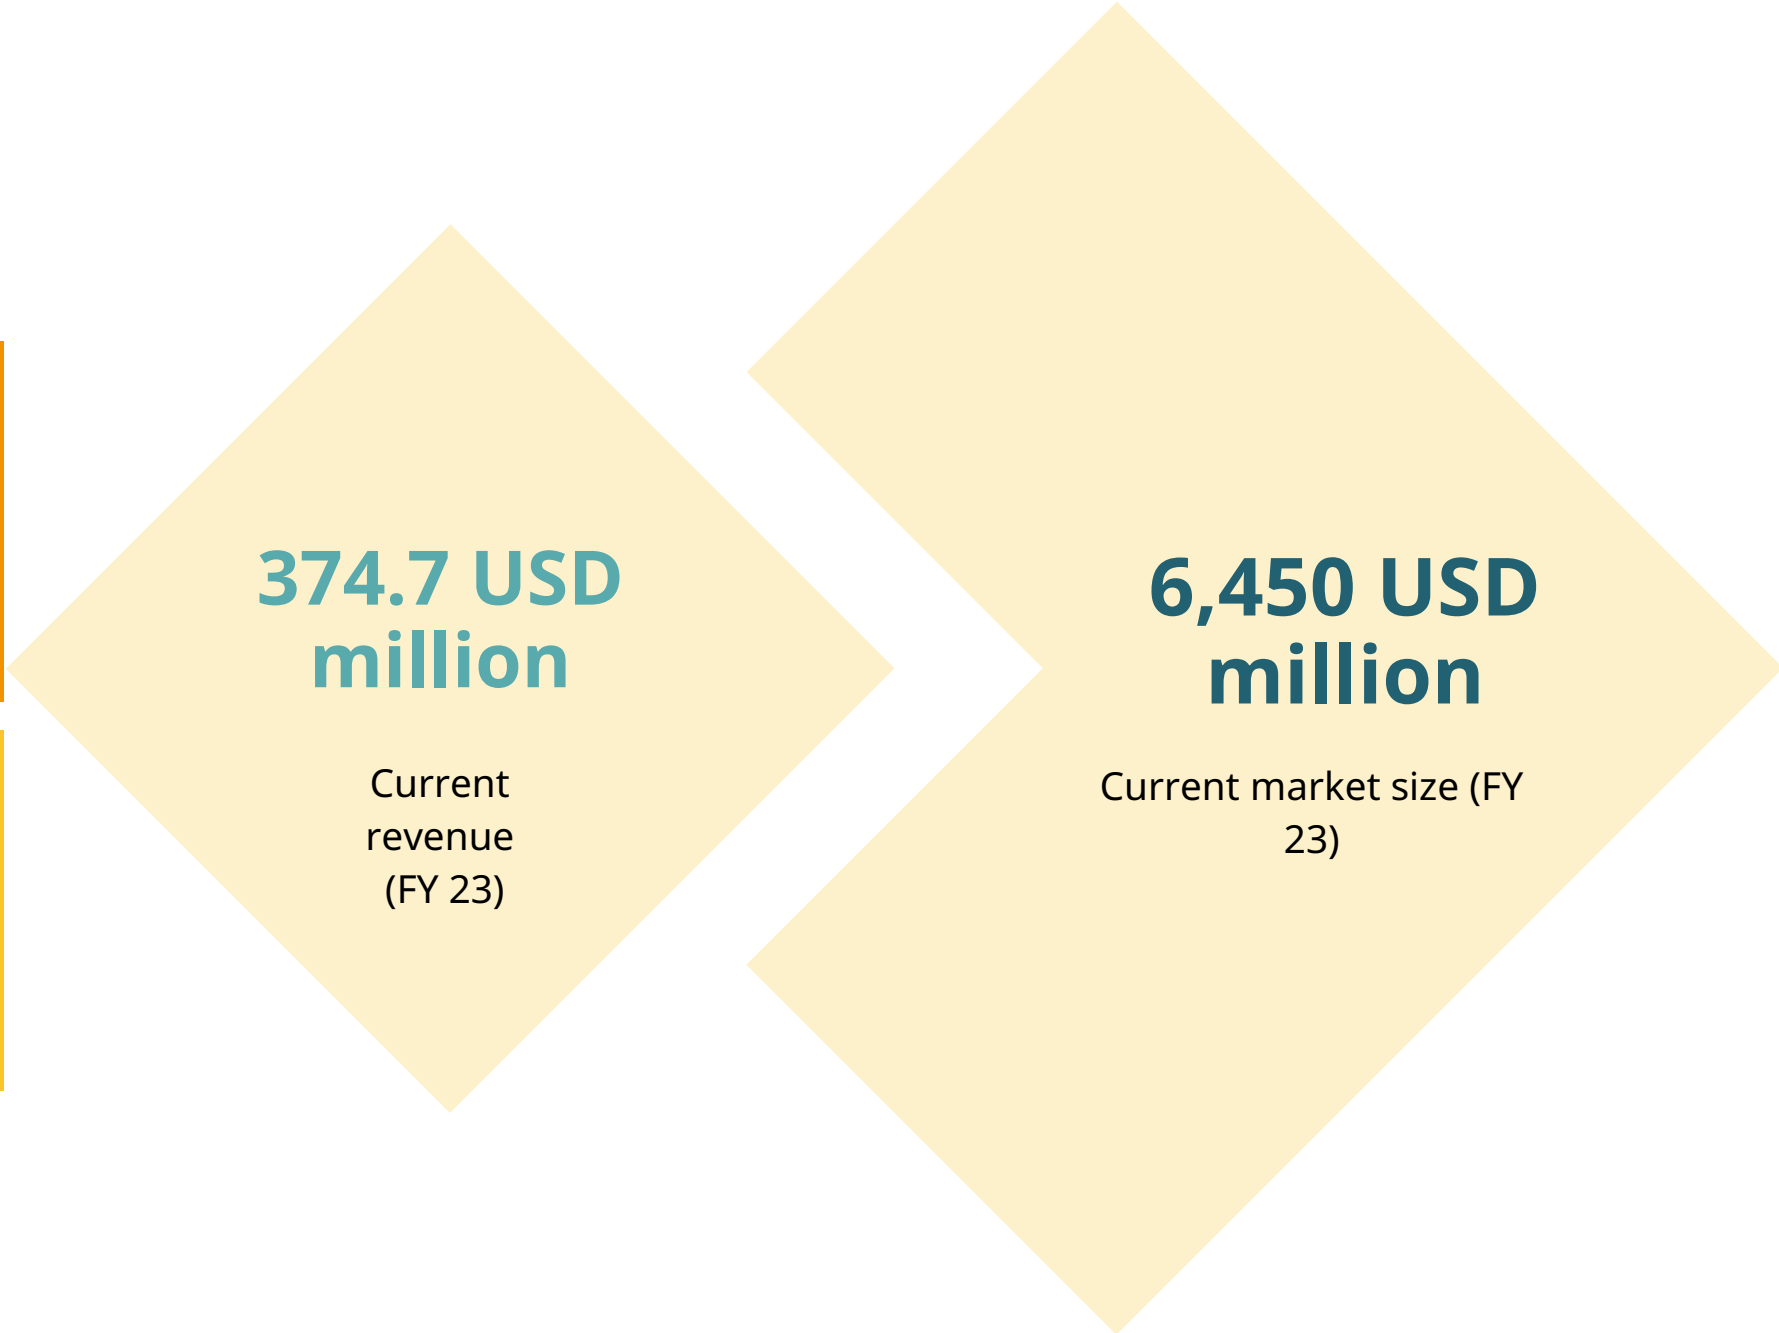 374.7 USD
million
Current
revenue
(FY 23)
6,450 USD
million
Current market size (FY
23)